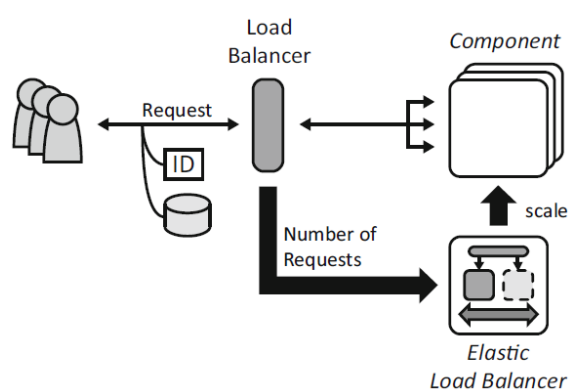 Load
Balancer
Component
Request
ID
scale
Number of
Requests
Elastic
Load Balancer